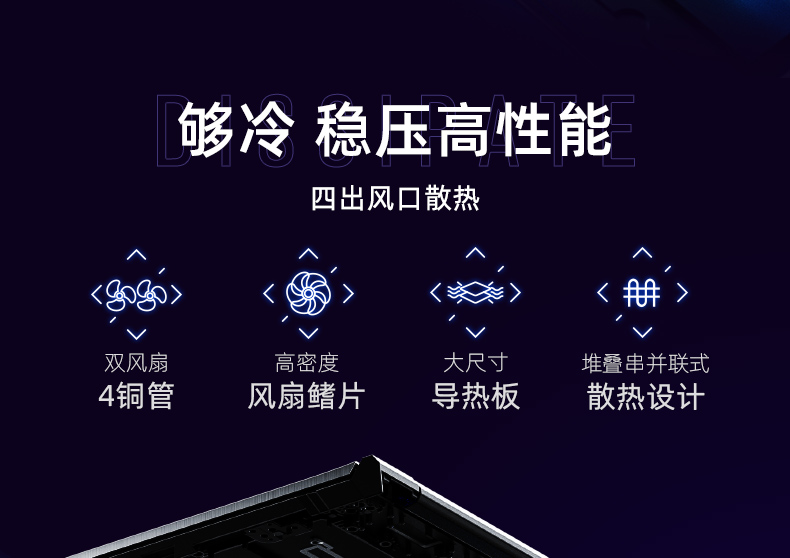 DISSIPATE
够冷 稳压高性能
四出风口散热
双风扇
4铜管
高密度
风扇鳍片
大尺寸
导热板
堆叠串并联式
散热设计